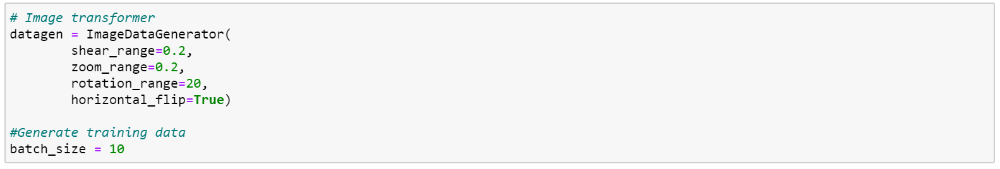 # Image transformer
datagen = ImageDataGenerator(
        shear_range=0.2,
        zoom_range=0.2,
        rotation_range=20,
        horizontal_flip=True)
#Generate training data
batch_size = 10